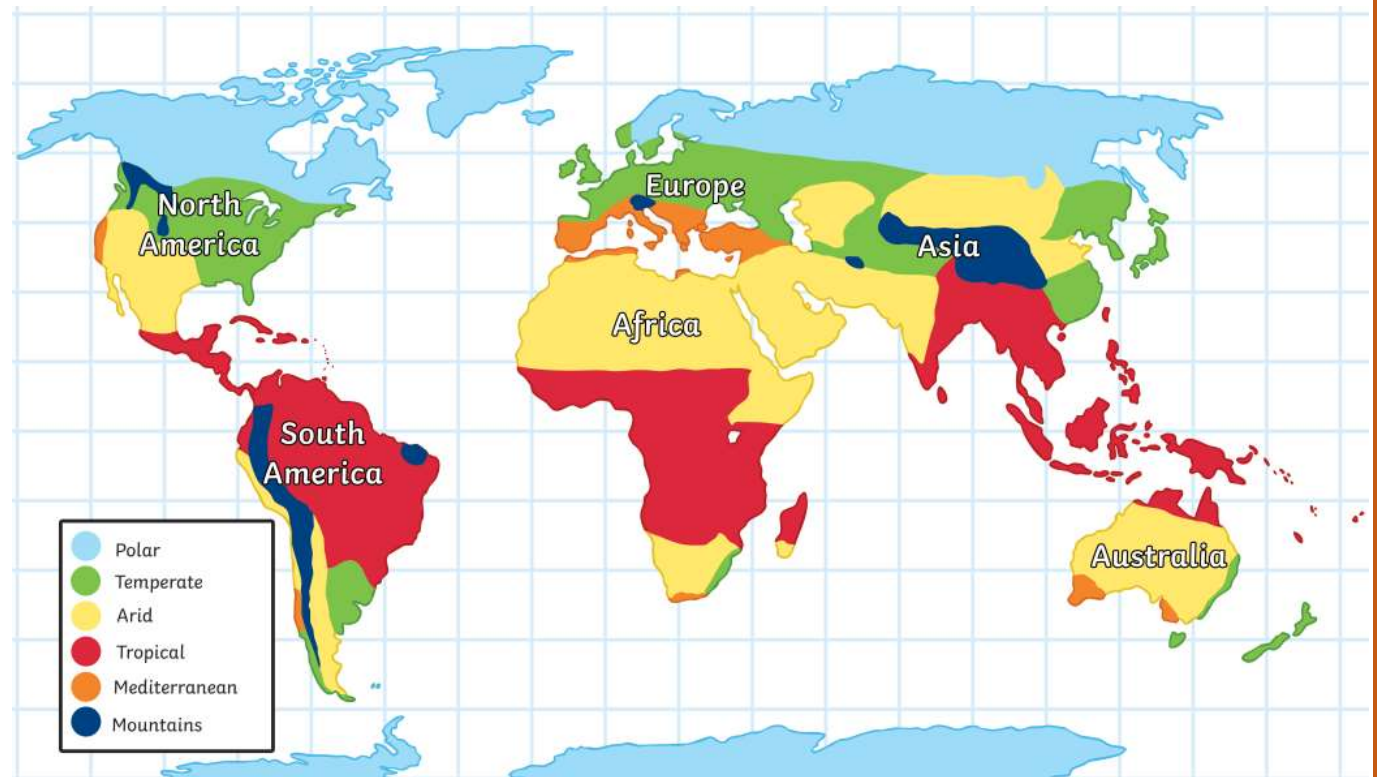 North
America
Europe
Asia
Africa
South
America
Australia
Polar
Temperate
Arid
Tropical
Mediterranean
Mountains